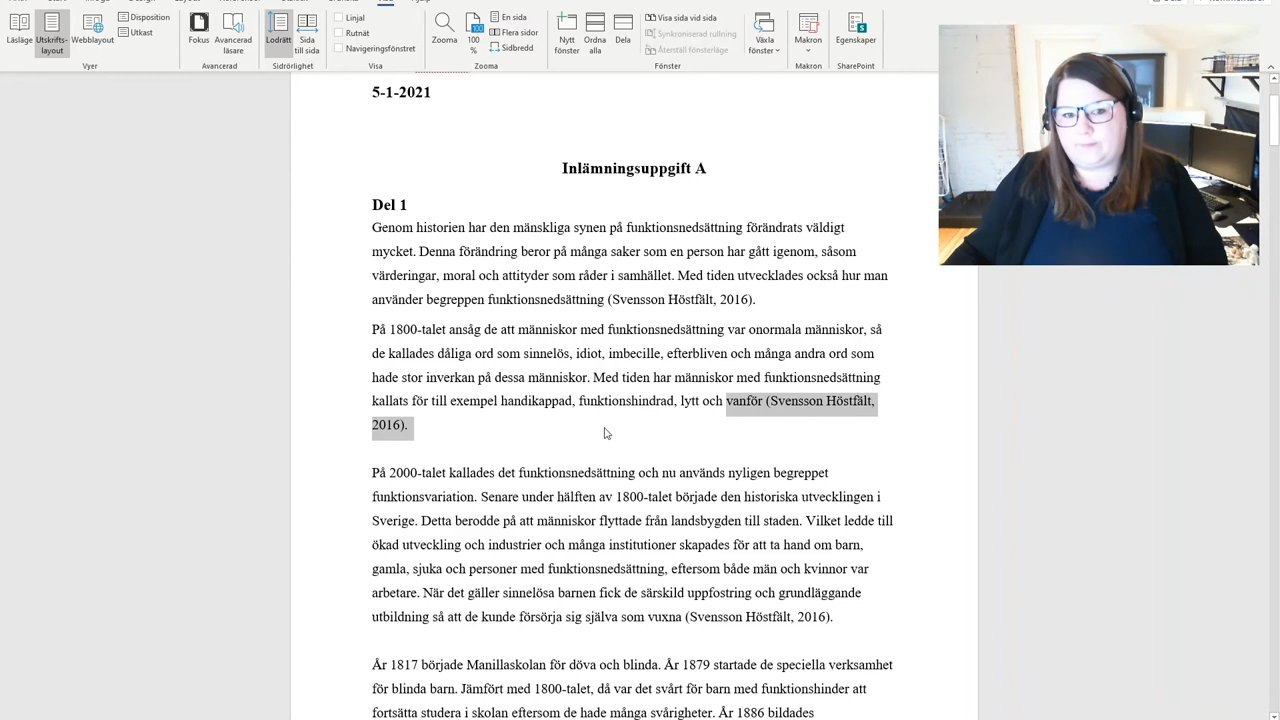 Linjal
Rutnät
Navigeringsfönstret
Disposition
Utkast
En sida
Flera sidor
Sidbredd
Visa sida vid sida
Synkroniserad rullning
Återställ fönsterläge
Läsläge Utskrifts-
layout
Webblayout
Fokus Avancerad
läsare
Lodrätt Sida
till sida
Zooma 100
%
Nytt
fönster
Ordna
alla
Dela
Växla
fönster
Makron
Egenskaper
Vyer
Avancerad
Sidrörlighet
Visa
Zooma
Fönster
Makron
SharePoint
5-1-2021
Inlämningsuppgift A
Del 1
Genom historien har den mänskliga synen på funktionsnedsättning förändrats väldigt
mycket. Denna förändring beror på många saker som en person har gått igenom, såsom
värderingar, moral och attityder som råder i samhället. Med tiden utvecklades också hur man
använder begreppen funktionsnedsättning (Svensson Höstfält, 2016).
På 1800-talet ansåg de att människor med funktionsnedsättning var onormala människor, så
de kallades dåliga ord som sinnelös, idiot, imbecille, efterbliven och många andra ord som
hade stor inverkan på dessa människor. Med tiden har människor med funktionsnedsättning
kallats för till exempel handikappad, funktionshindrad, lytt och vanför (Svensson Höstfält,
2016).
På 2000-talet kallades det funktionsnedsättning och nu används nyligen begreppet
funktionsvariation. Senare under hälften av 1800-talet började den historiska utvecklingen i
Sverige. Detta berodde på att människor flyttade från landsbygden till staden. Vilket ledde till
ökad utveckling och industrier och många institutioner skapades för att ta hand om barn,
gamla, sjuka och personer med funktionsnedsättning, eftersom både män och kvinnor var
arbetare. När det gäller sinnelösa barnen fick de särskild uppfostring och grundläggande
utbildning så att de kunde försörja sig själva som vuxna (Svensson Höstfält, 2016).
År 1817 började Manillaskolan för döva och blinda. År 1879 startade de speciella verksamhet
för blinda barn. Jämfört med 1800-talet, då var det svårt för barn med funktionshinder att
fortsätta studera i skolan eftersom de hade många svårigheter. År 1886 bildades